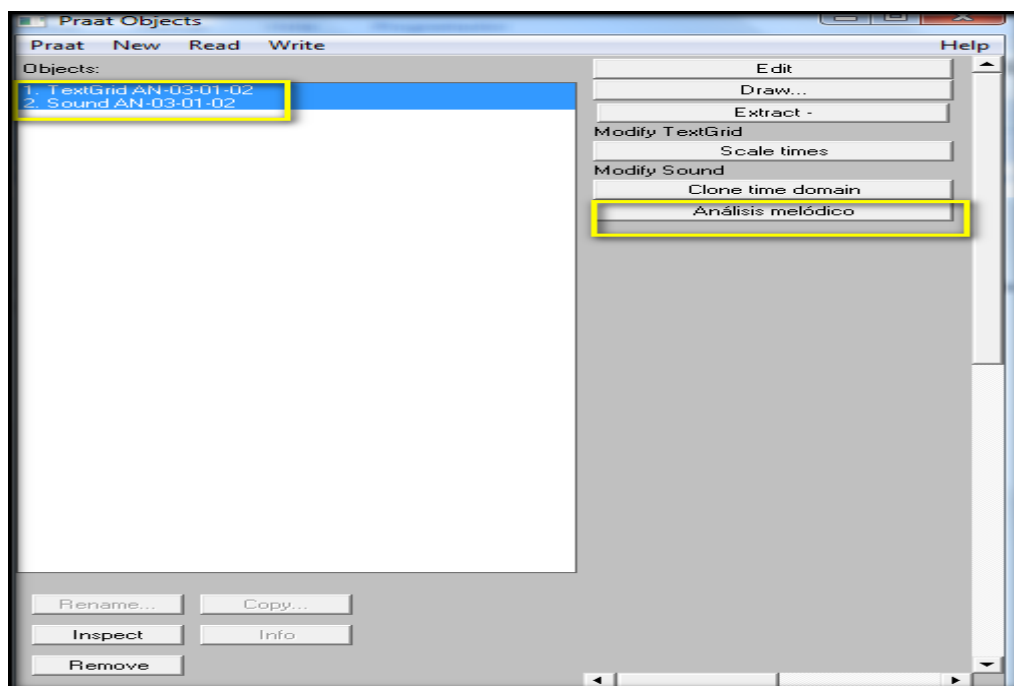 Praat Objects
Praat New Read Write Help
Objects:
1. TextGrid AN-03-01-02
2. Sound AN-03-01-02
Edit
Draw...
Extract -
Modify TextGrid
Scale times
Modify Sound
Clone time domain
Análisis melódico
Rename... Copy...
Inspect Info
Remove